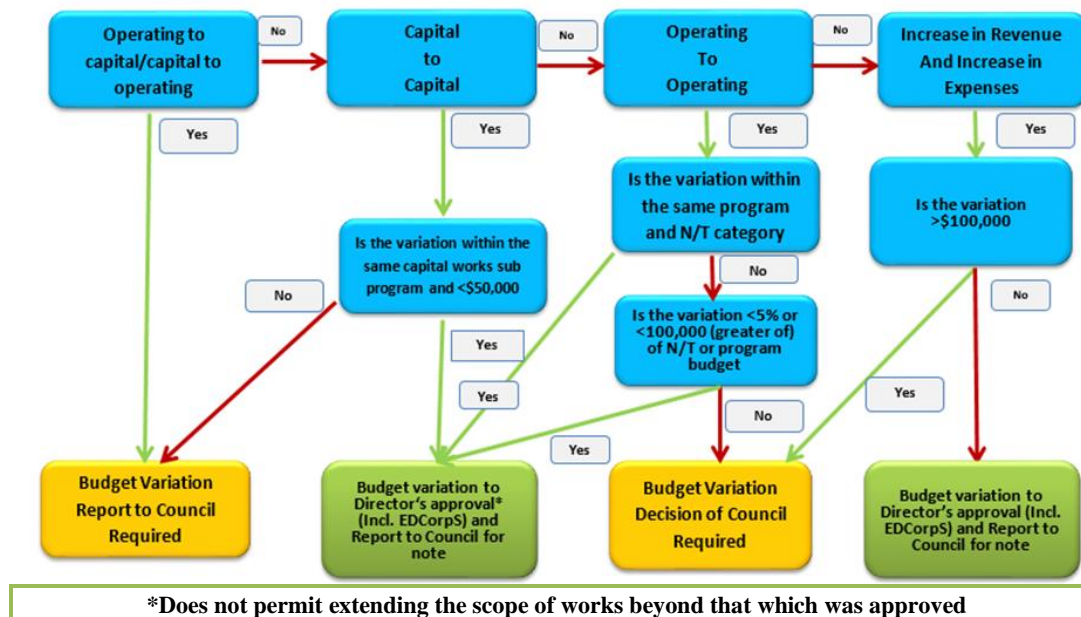 Operating to
capital/capital to
operating
No
Capital
to
Capital
No
Operating
To
Operating
No
Increase in Revenue
And Increase in
Expenses
Yes
Yes
Yes
Yes
Is the variation within
the same program
and N/T category
Is the variation
>$100,000
Is the variation within the
same capital works sub
program and <$50,000
No
No
No
Is the variation <5% or
<100,000 (greater of)
of N/T or program
budget
Yes
Yes
Yes
No
Yes
Budget Variation
Report to Council
Required
Budget variation to
Director's approval*
(Incl. EDCorpS) and
Report to Council for
note
Budget Variation
Decision of Council
Required
Budget variation to
Director's approval (Incl.
EDCorpS) and Report to
Council for note
*Does not permit extending the scope of works beyond that which was approved